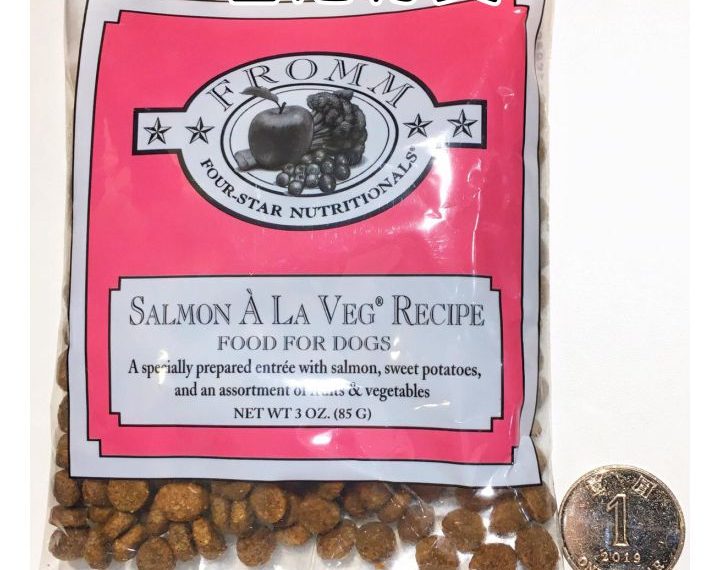 FROMM
FOUR-STAR NUTRITIONALS®
SALMON À LA VEG® RECIPE
FOOD FOR DOGS
A specially prepared entrée with salmon, sweet potatoes,
and an assortment of fruits & vegetables
NET WT 3 OZ. (85 G)
1
2019